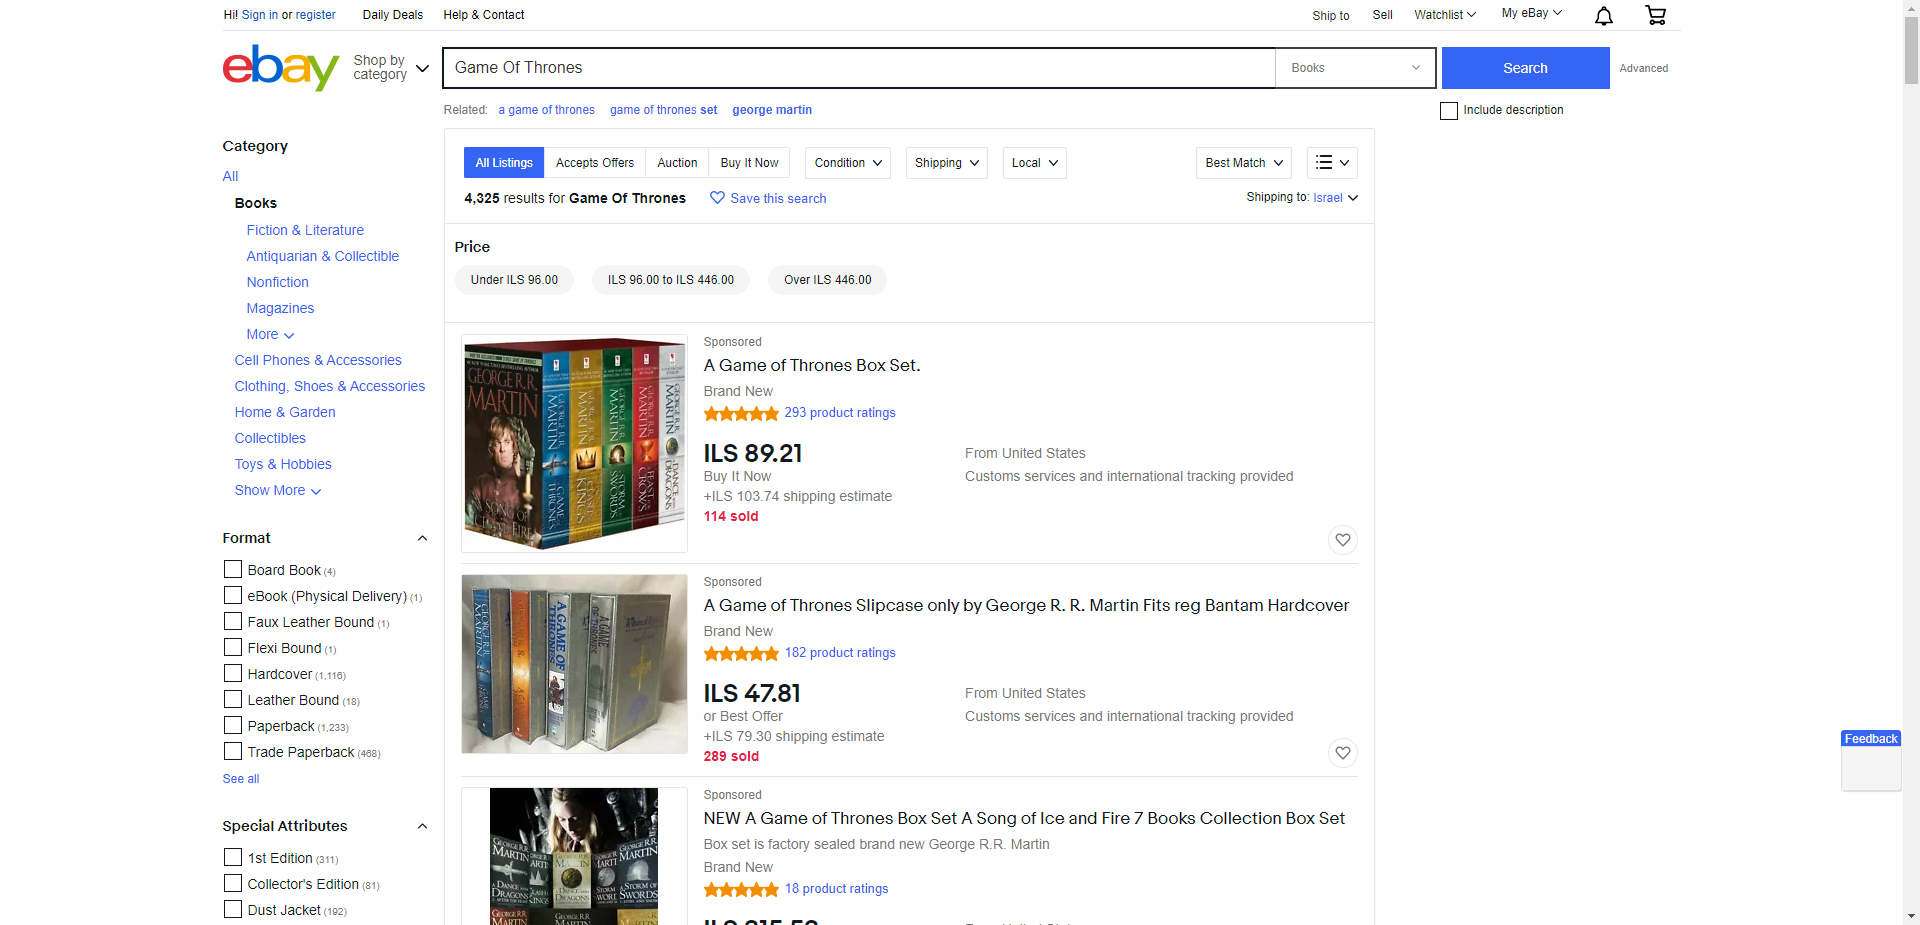 Hi! Sign in or register
Daily Deals
Help & Contact
Ship to
Sell
Watchlist
My eBay
ebay
Shop by
category
Game Of Thrones
Books
Search
Advanced
Related: a game of thrones game of thrones set george martin
Include description
Category
All
Books
Fiction & Literature
Antiquarian & Collectible
Nonfiction
Magazines
More
Cell Phones & Accessories
Clothing, Shoes & Accessories
Home & Garden
Collectibles
Toys & Hobbies
Show More
Format
Board Book (4)
eBook (Physical Delivery) (1)
Faux Leather Bound (1)
Flexi Bound (1)
Hardcover (1,116)
Leather Bound (18)
Paperback (1,233)
Trade Paperback (468)
See all
Special Attributes
1st Edition (311)
Collector's Edition (81)
Dust Jacket (192)
All Listings
Accepts Offers
Auction
Buy It Now
Condition
Shipping
Local
Best Match
4,325 results for Game Of Thrones
Save this search
Shipping to: Israel
Price
Under ILS 96.00
ILS 96.00 to ILS 446.00
Over ILS 446.00
GEORGE R.R.
MARTIN
Sponsored
A Game of Thrones Box Set.
Brand New
293 product ratings
ILS 89.21
Buy It Now
+ILS 103.74 shipping estimate
114 sold
From United States
Customs services and international tracking provided
A GAME OF
THRONES
Sponsored
A Game of Thrones Slipcase only by George R. R. Martin Fits reg Bantam Hardcover
Brand New
182 product ratings
ILS 47.81
or Best Offer
+ILS 79.30 shipping estimate
289 sold
From United States
Customs services and international tracking provided
Sponsored
NEW A Game of Thrones Box Set A Song of Ice and Fire 7 Books Collection Box Set
Box set is factory sealed brand new George R.R. Martin
Brand New
18 product ratings
Feedback